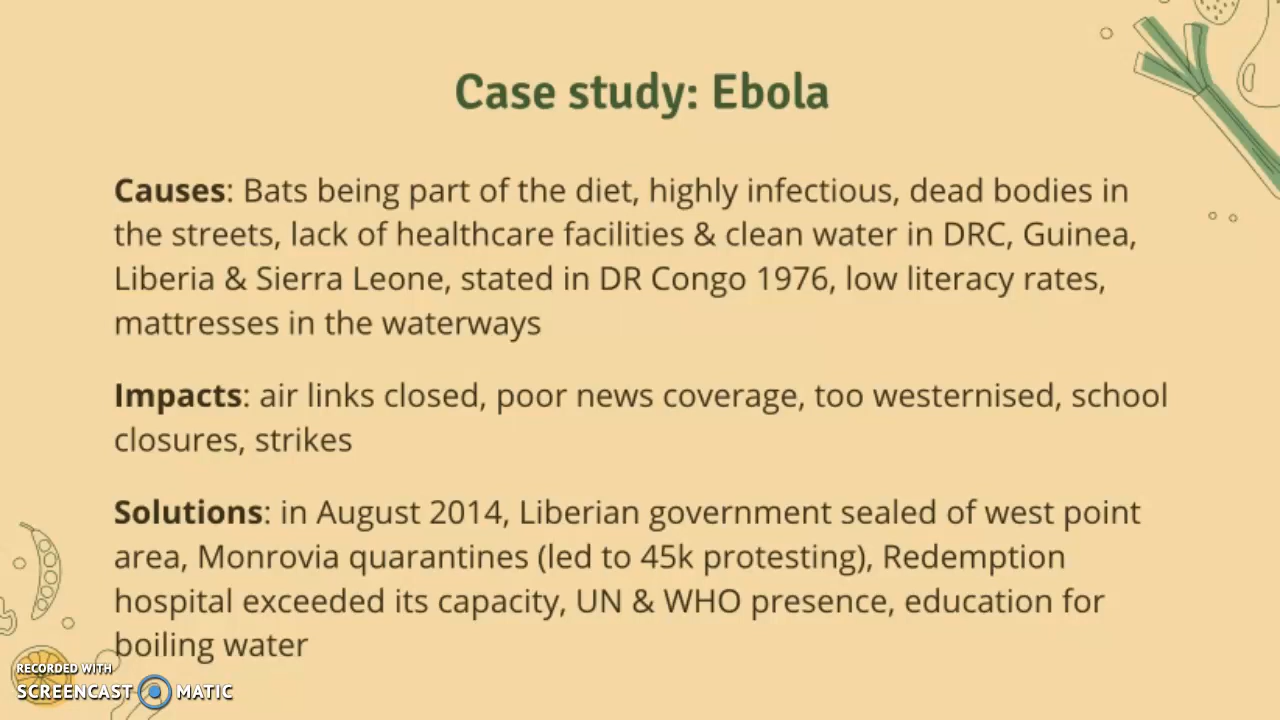 Case study: Ebola
Causes: Bats being part of the diet, highly infectious, dead bodies in
the streets, lack of healthcare facilities & clean water in DRC, Guinea,
Liberia & Sierra Leone, stated in DR Congo 1976, low literacy rates,
mattresses in the waterways
Impacts: air links closed, poor news coverage, too westernised, school
closures, strikes
Solutions: in August 2014, Liberian government sealed of west point
area, Monrovia quarantines (led to 45k protesting), Redemption
hospital exceeded its capacity, UN & WHO presence, education for
boiling water
RECORDED WITH
SCREENCAST MATIC